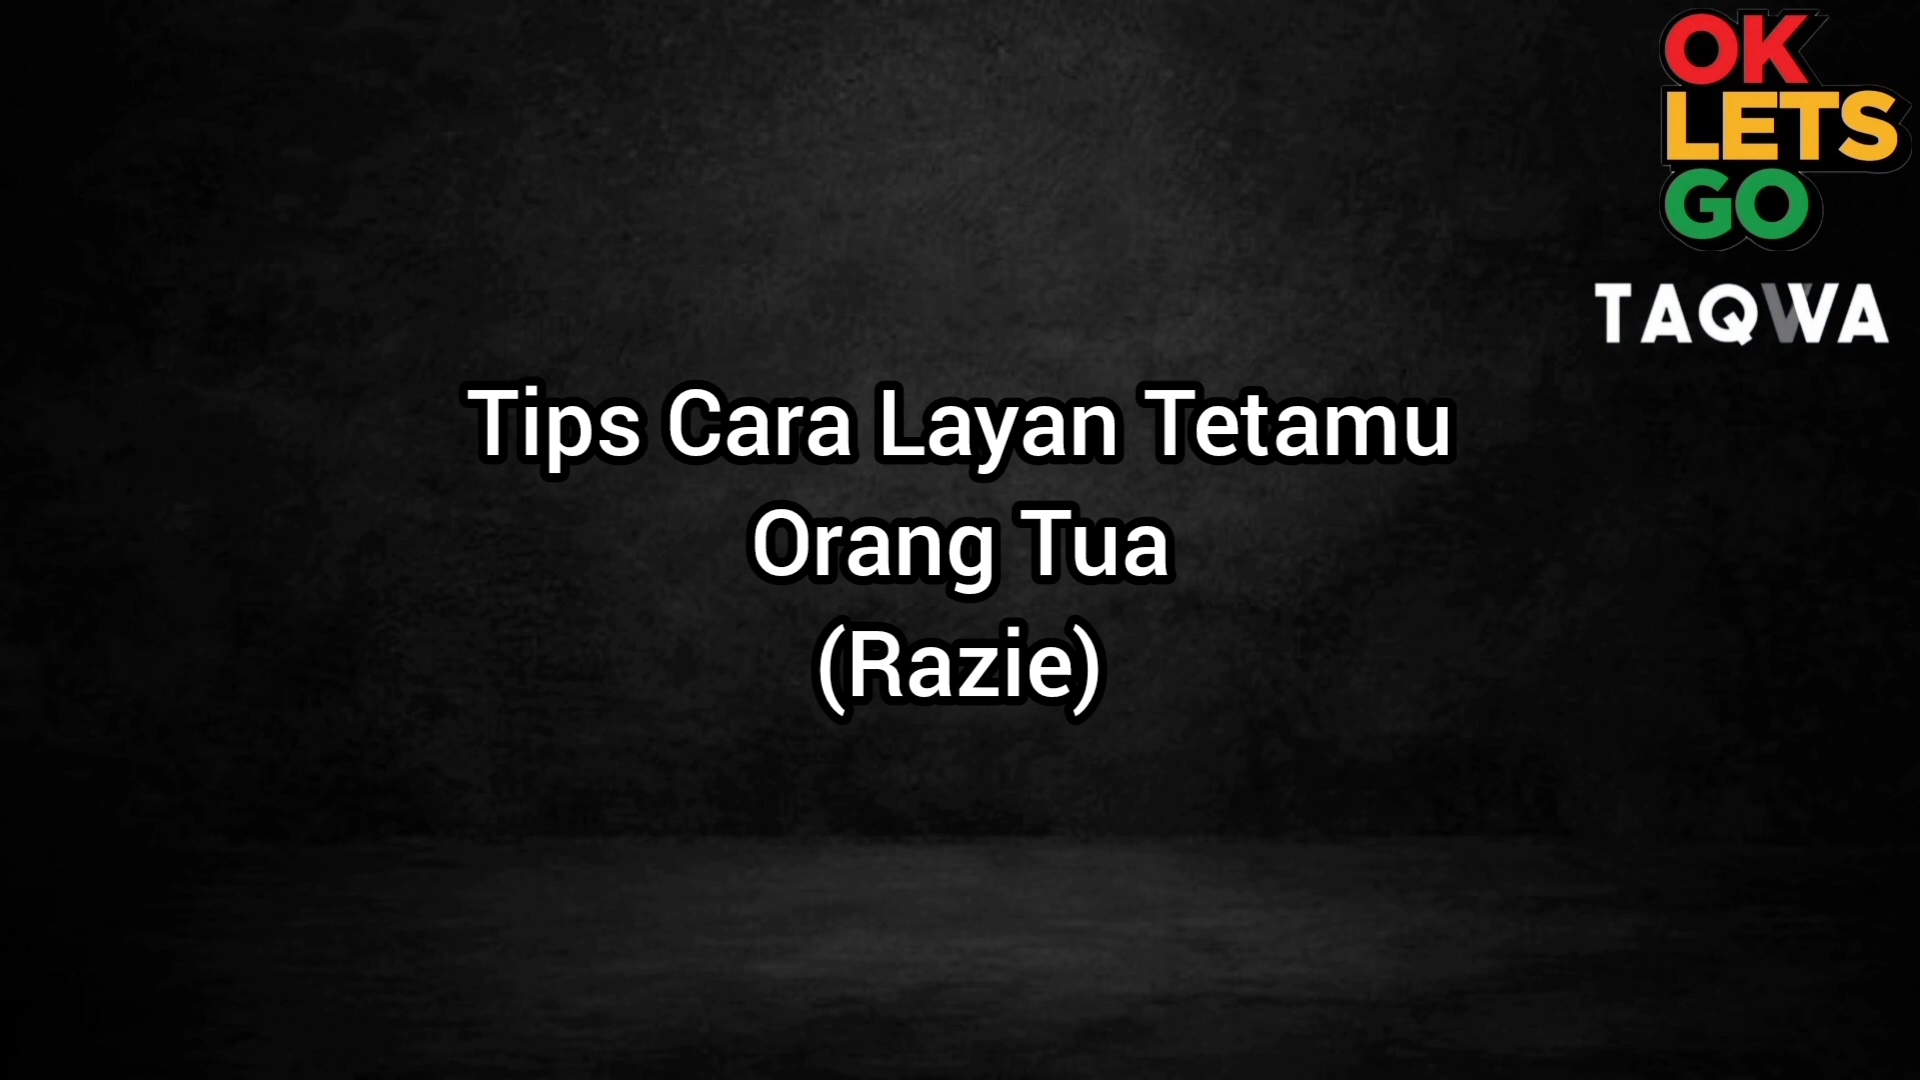 OK
LETS
GO
TAQWA
Tips Cara Layan Tetamu
Orang Tua
(Razie)